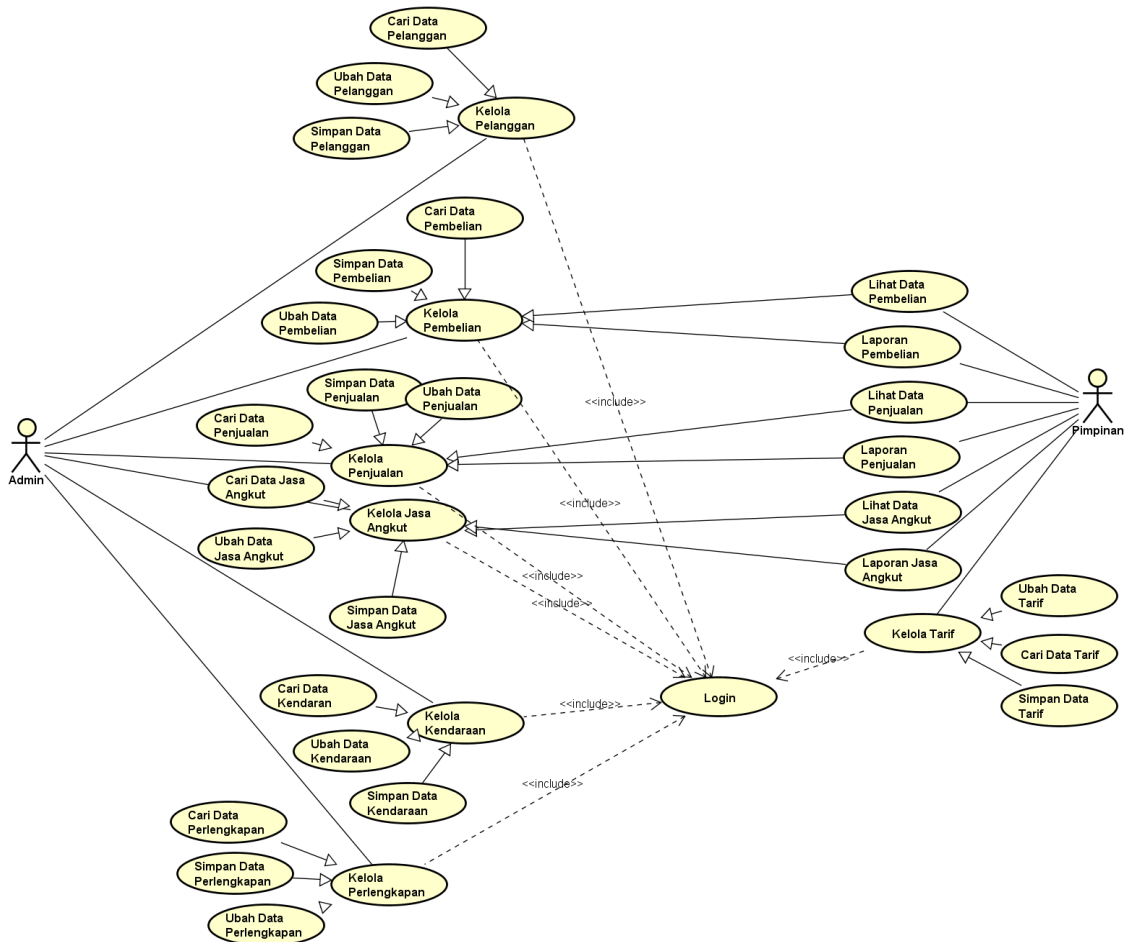 Cari Data
Pelanggan
Ubah Data
Pelanggan
Kelola
Pelanggan
Simpan Data
Pelanggan
Cari Data
Pembelian
Simpan Data
Pembelian
Lihat Data
Pembelian
Ubah Data
Pembelian
Kelola
Pembelian
Laporan
Pembelian
Simpan Data
Penjualan
Ubah Data
Penjualan
Lihat Data
Penjualan
<<include>>
Cari Data
Penjualan
Pimpinan
Admin
Kelola
Penjualan
Laporan
Penjualan
Cari Data Jasa
Angkut
<<include>>
Kelola Jasa
Angkut
Lihat Data
Jasa Angkut
Ubah Data
Jasa Angkut
Laporan Jasa
Angkut
<<include>>
<<include>>
Simpan Data
Jasa Angkut
Ubah Data
Tarif
Kelola Tarif
Cari Data Tarif
<<include>>
Simpan Data
Tarif
Login
Cari Data
Kendaran
<<include>>
Kelola
Kendaraan
Ubah Data
Kendaraan
Simpan Data
Kendaraan
<<include>>
Cari Data
Perlengkapan
Simpan Data
Perlengkapan
Kelola
Perlengkapan
Ubah Data
Perlengkapan